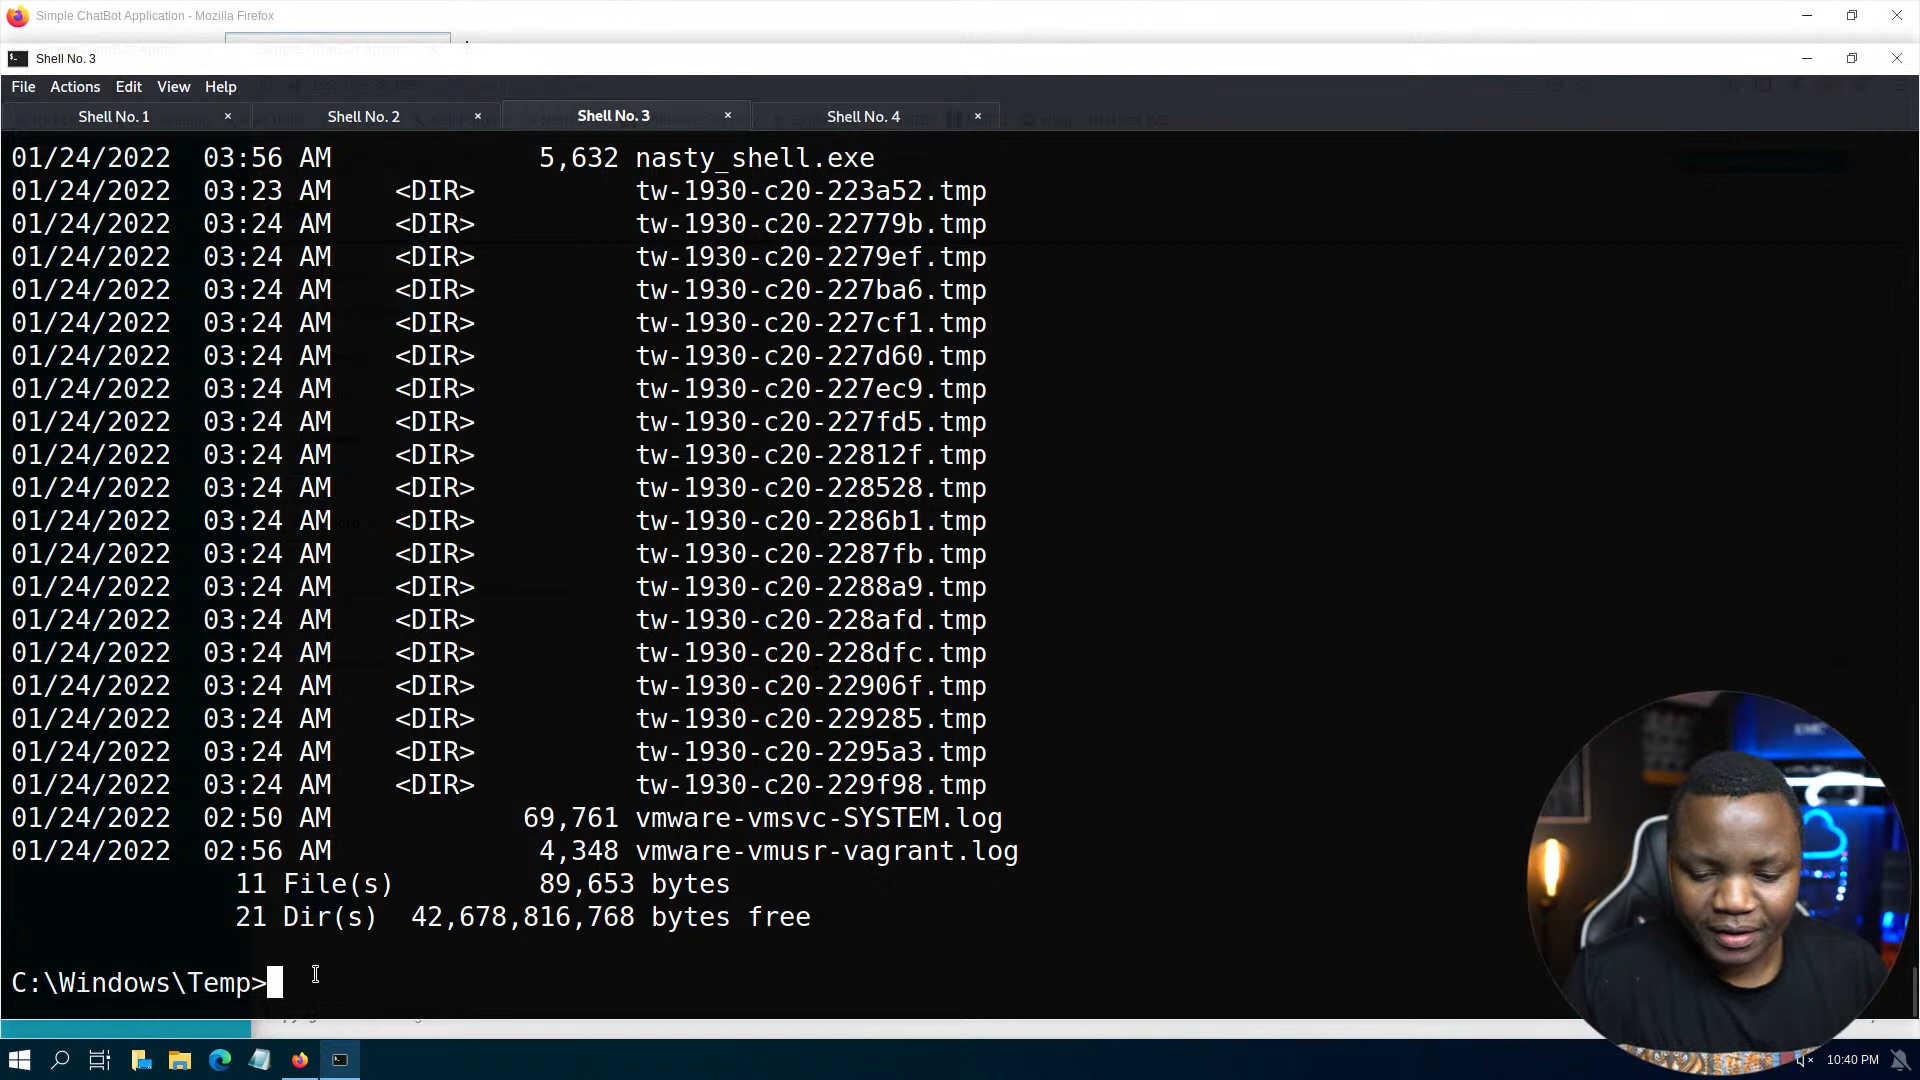 Simple ChatBot Application - Mozilla Firefox
Shell No. 3
File Actions Edit View Help
Shell No. 1 × Shell No. 2 × Shell No. 3 × Shell No. 4 ×
01/24/2022 03:56 AM 5,632 nasty_shell.exe
01/24/2022 03:23 AM <DIR> tw-1930-c20-223a52.tmp
01/24/2022 03:24 AM <DIR> tw-1930-c20-22779b.tmp
01/24/2022 03:24 AM <DIR> tw-1930-c20-2279ef.tmp
01/24/2022 03:24 AM <DIR> tw-1930-c20-227ba6.tmp
01/24/2022 03:24 AM <DIR> tw-1930-c20-227cf1.tmp
01/24/2022 03:24 AM <DIR> tw-1930-c20-227d60.tmp
01/24/2022 03:24 AM <DIR> tw-1930-c20-227ec9.tmp
01/24/2022 03:24 AM <DIR> tw-1930-c20-227fd5.tmp
01/24/2022 03:24 AM <DIR> tw-1930-c20-22812f.tmp
01/24/2022 03:24 AM <DIR> tw-1930-c20-228528.tmp
01/24/2022 03:24 AM <DIR> tw-1930-c20-2286b1.tmp
01/24/2022 03:24 AM <DIR> tw-1930-c20-2287fb.tmp
01/24/2022 03:24 AM <DIR> tw-1930-c20-2288a9.tmp
01/24/2022 03:24 AM <DIR> tw-1930-c20-228afd.tmp
01/24/2022 03:24 AM <DIR> tw-1930-c20-228dfc.tmp
01/24/2022 03:24 AM <DIR> tw-1930-c20-22906f.tmp
01/24/2022 03:24 AM <DIR> tw-1930-c20-229285.tmp
01/24/2022 03:24 AM <DIR> tw-1930-c20-2295a3.tmp
01/24/2022 03:24 AM <DIR> tw-1930-c20-229f98.tmp
01/24/2022 02:50 AM 69,761 vmware-vmsvc-SYSTEM.log
01/24/2022 02:56 AM 4,348 vmware-vmusr-vagrant.log
11 File(s) 89,653 bytes
21 Dir(s) 42,678,816,768 bytes free
C:\Windows\Temp>
10:40 PM